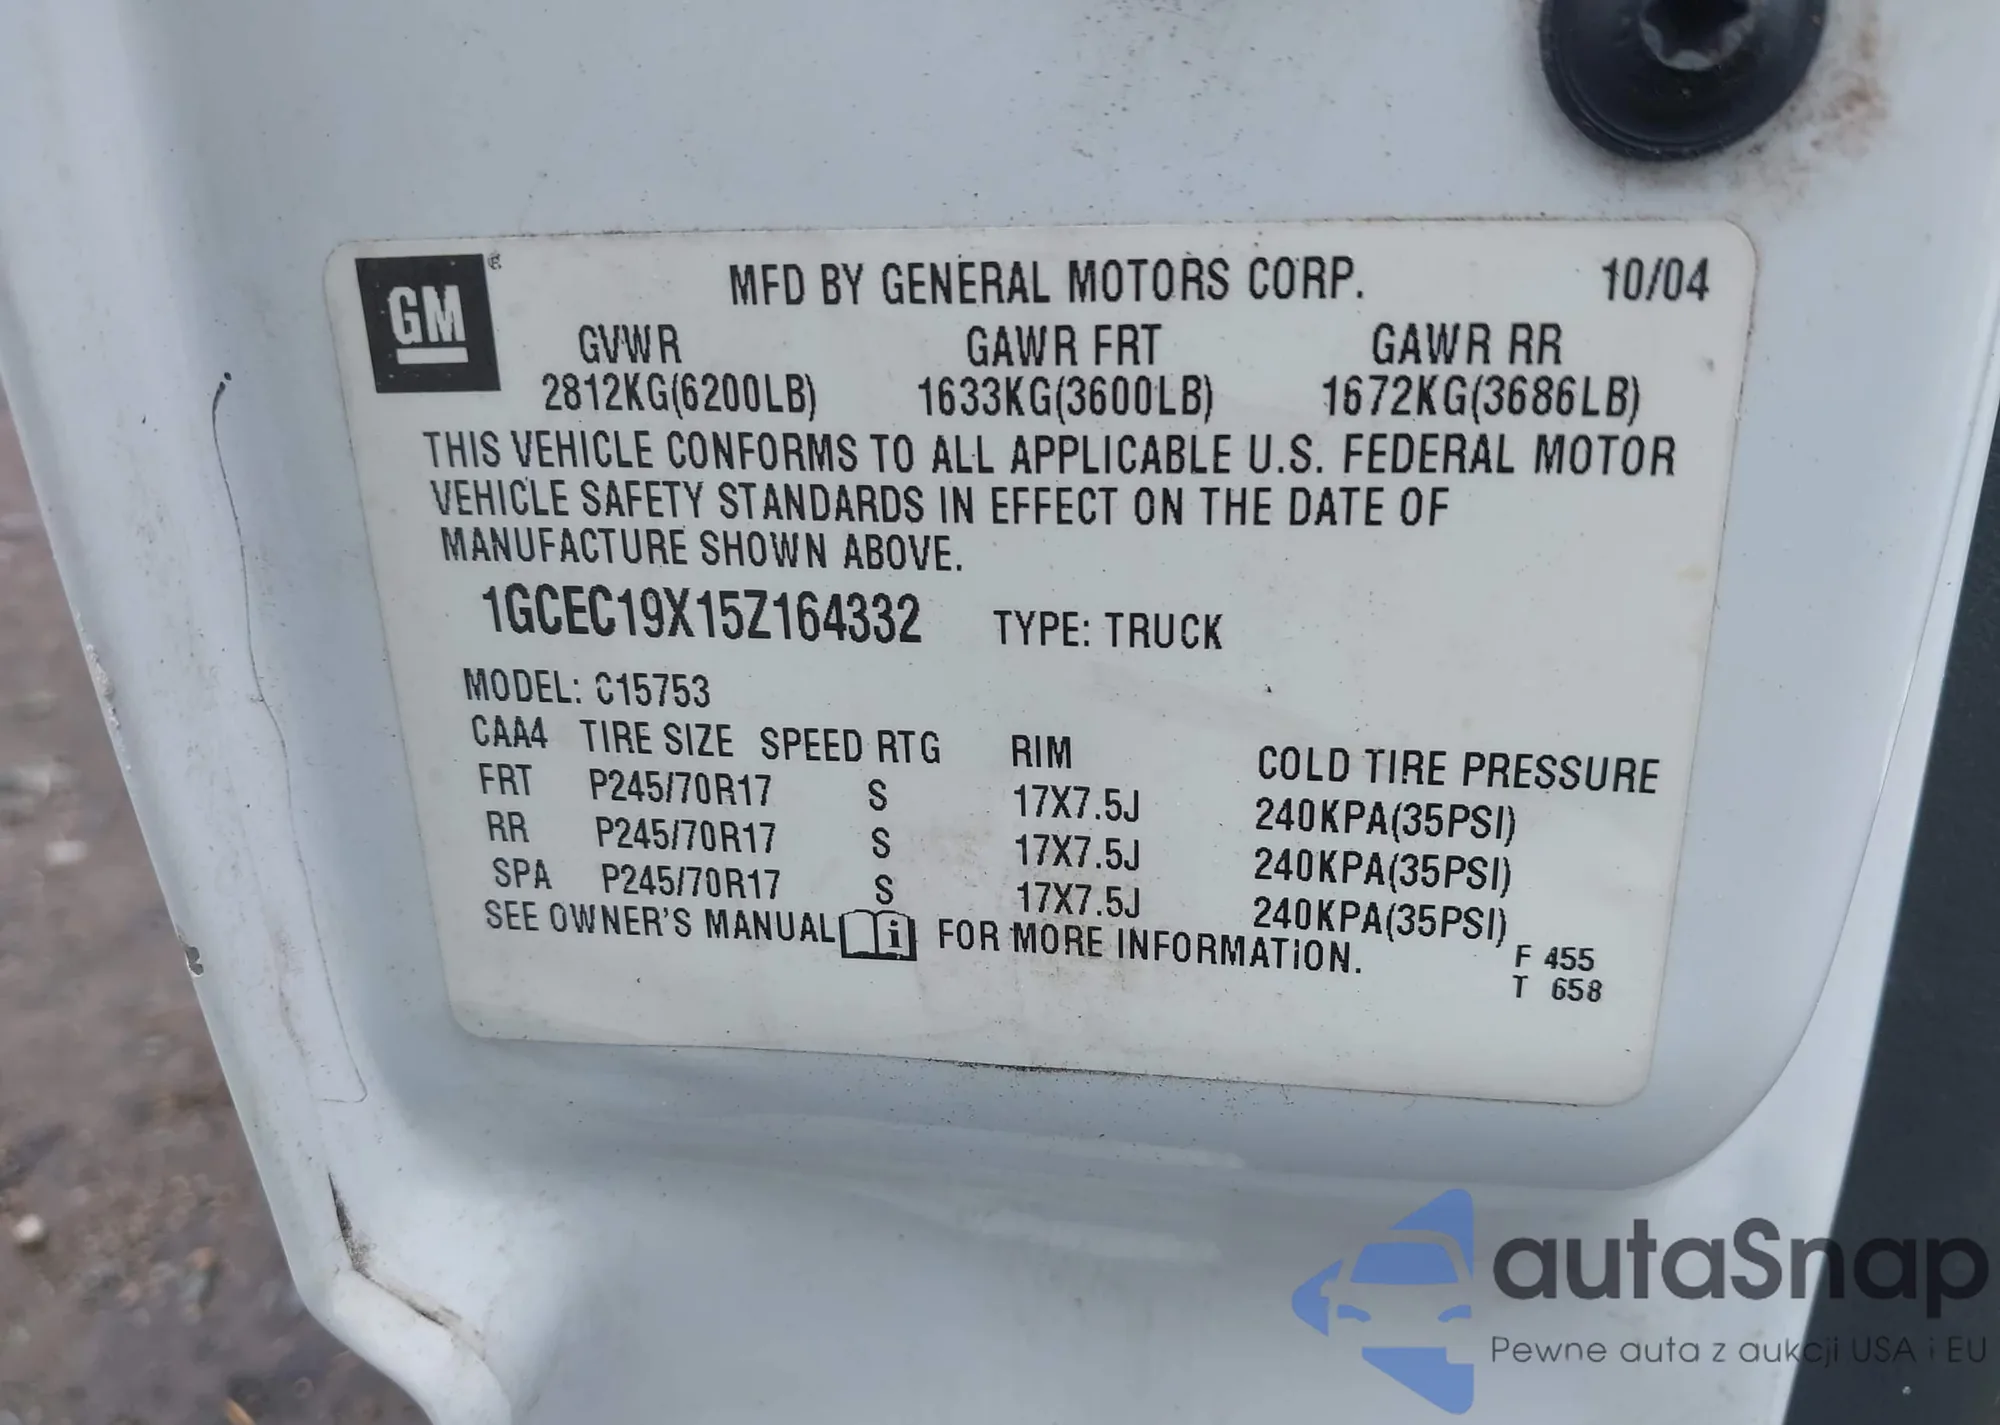 GM ®
MFD BY GENERAL MOTORS CORP. 10/04
GVWR GAWR FRT GAWR RR
2812KG(6200LB) 1633KG(3600LB) 1672KG(3686LB)
THIS VEHICLE CONFORMS TO ALL APPLICABLE U.S. FEDERAL MOTOR
VEHICLE SAFETY STANDARDS IN EFFECT ON THE DATE OF
MANUFACTURE SHOWN ABOVE.
1GCEC19X15Z164332 TYPE: TRUCK
MODEL: C15753
CAA4 TIRE SIZE SPEED RTG RIM COLD TIRE PRESSURE
FRT P245/70R17 S 17X7.5J 240KPA(35PSI)
RR P245/70R17 S 17X7.5J 240KPA(35PSI)
SPA P245/70R17 S 17X7.5J 240KPA(35PSI)
SEE OWNER'S MANUAL i FOR MORE INFORMATION.
F 455
T 658
autaSnap
Pewne auta z aukcji USA i EU